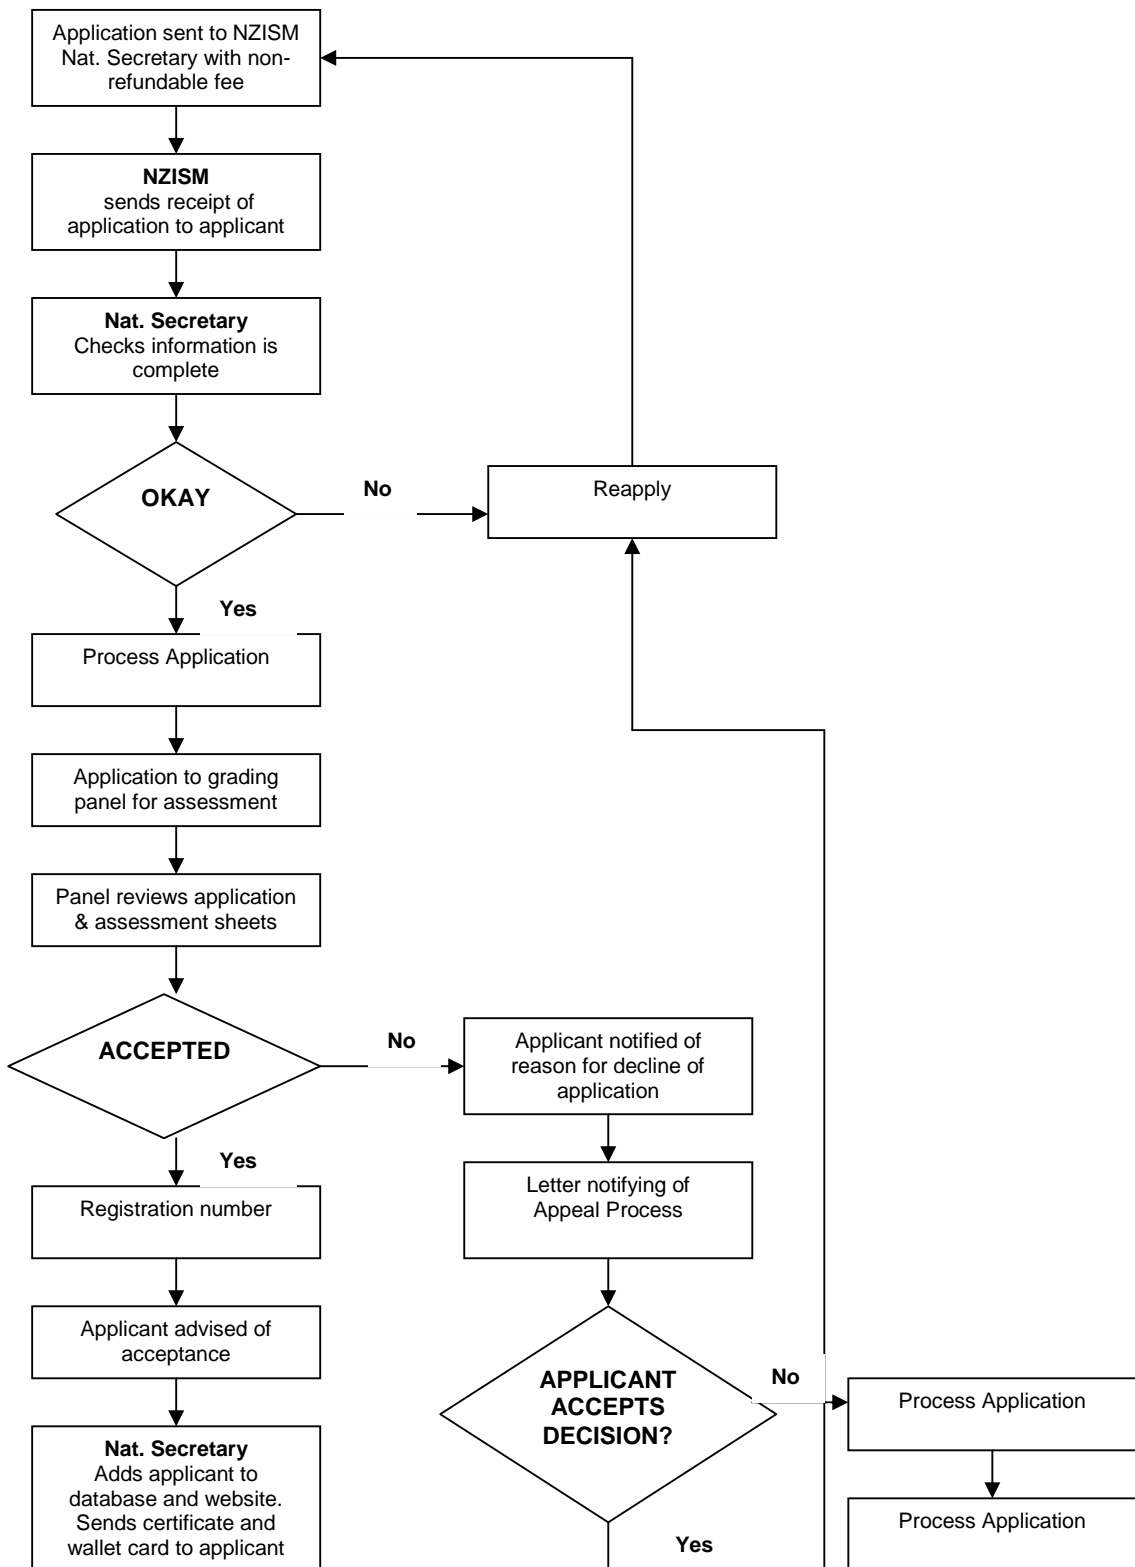 Application sent to NZISM
Nat. Secretary with non-
refundable fee
NZISM
sends receipt of
application to applicant
Nat. Secretary
Checks information is
complete
OKAY
No
Reapply
Yes
Process Application
Application to grading
panel for assessment
Panel reviews application
& assessment sheets
ACCEPTED
No
Applicant notified of
reason for decline of
application
Yes
Letter notifying of
Appeal Process
Registration number
Applicant advised of
acceptance
APPLICANT
ACCEPTS
DECISION?
No
Process Application
Nat. Secretary
Adds applicant to
database and website.
Sends certificate and
wallet card to applicant
Yes
Process Application